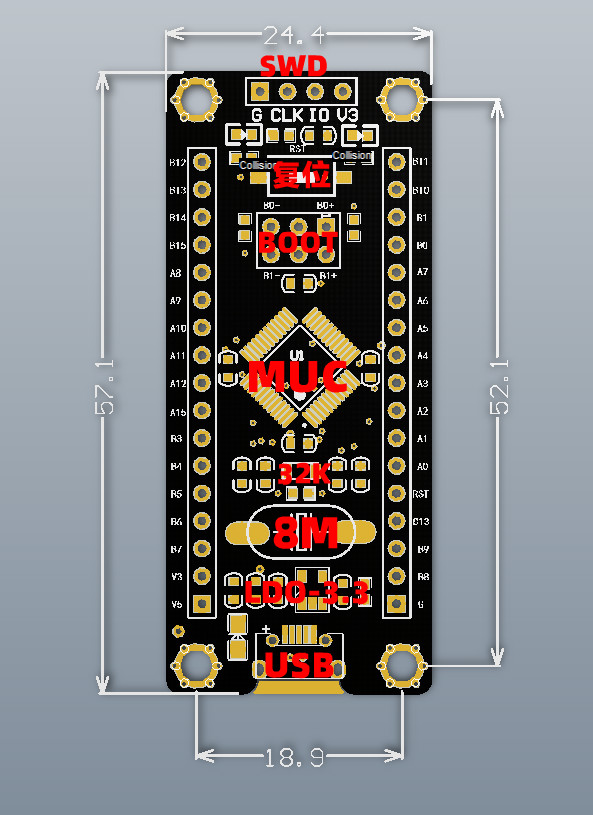 24.4
SWD
G CLK IO V3
RST
Collision
Collision
复位
B12
B11
B13
B10
B0-
B0+
B14
B1
BOOT
B15
B0
A8
B1-
B1+
A7
A9
A6
A10
A5
A11
U1
A4
57.1
MUC
52.1
A12
A3
A15
A2
B3
A1
B4
32K
A0
B5
RST
B6
8M
C13
B7
B9
V3
LDO-3.3
B8
V5
G
+
USB
18.9